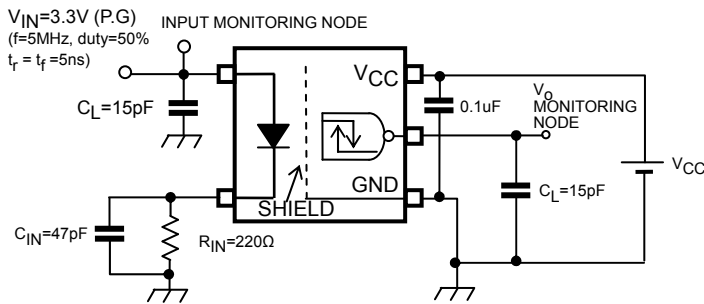 VIN=3.3V (P.G)
(f=5MHz, duty=50%
tr = tf =5ns)
INPUT MONITORING NODE
CL=15pF
CIN=47pF
RIN=220Ω
SHIELD
VCC
GND
0.1uF
Vo
MONITORING
NODE
CL=15pF
VCC